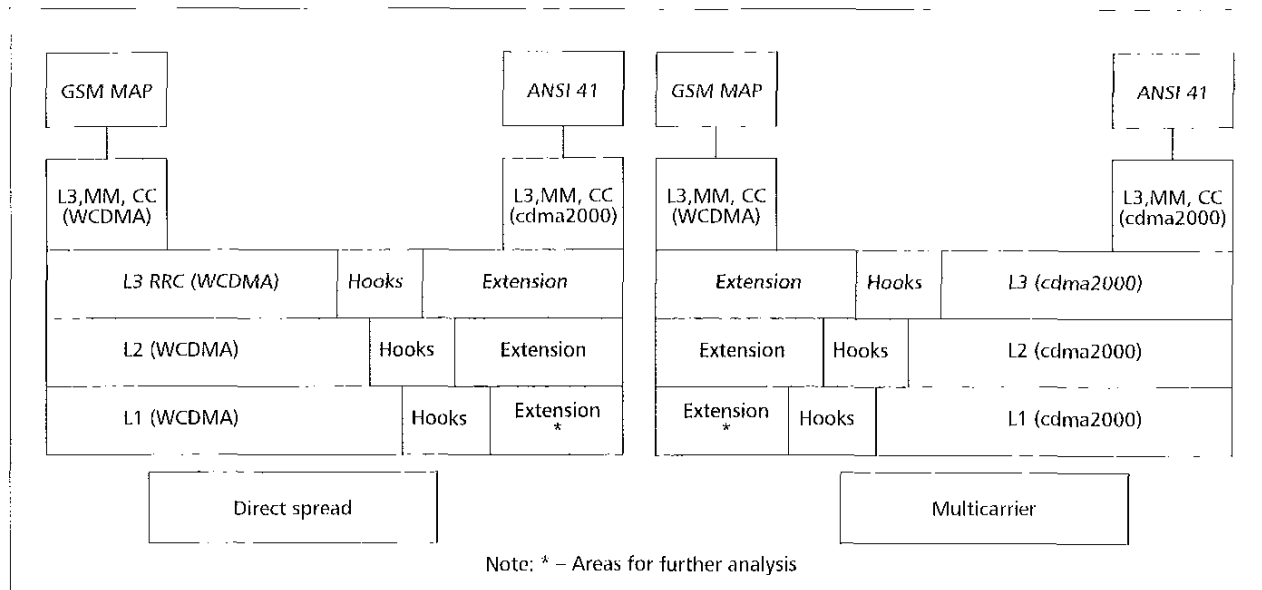 GSM MAP
ANSI 41
GSM MAP
ANSI 41
L3,MM, CC
(WCDMA)
L3,MM, CC
(cdma2000)
L3,MM, CC
(WCDMA)
L3,MM, CC
(cdma2000)
L3 RRC (WCDMA)
Hooks
Extension
Extension
Hooks
L3 (cdma2000)
L2 (WCDMA)
Hooks
Extension
Extension
Hooks
L2 (cdma2000)
L1 (WCDMA)
Hooks
Extension
*
Extension
*
Hooks
L1 (cdma2000)
Direct spread
Multicarrier
Note: * – Areas for further analysis